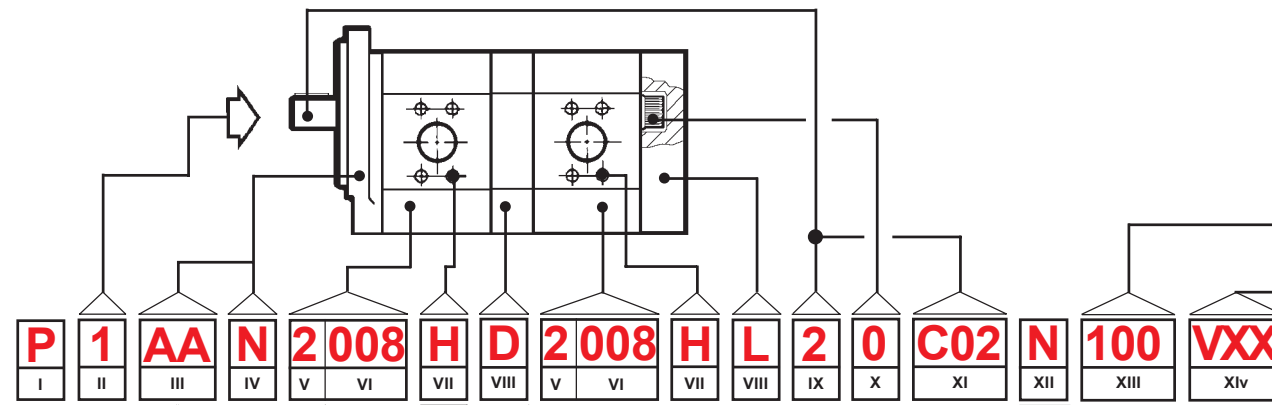 P 1 AA N 2 008 H D 2 008 H L 2 0 C02 N 100 VXX
I II III IV V VI VII VIII V VI VII VIII IX X XI XII XIII XIv